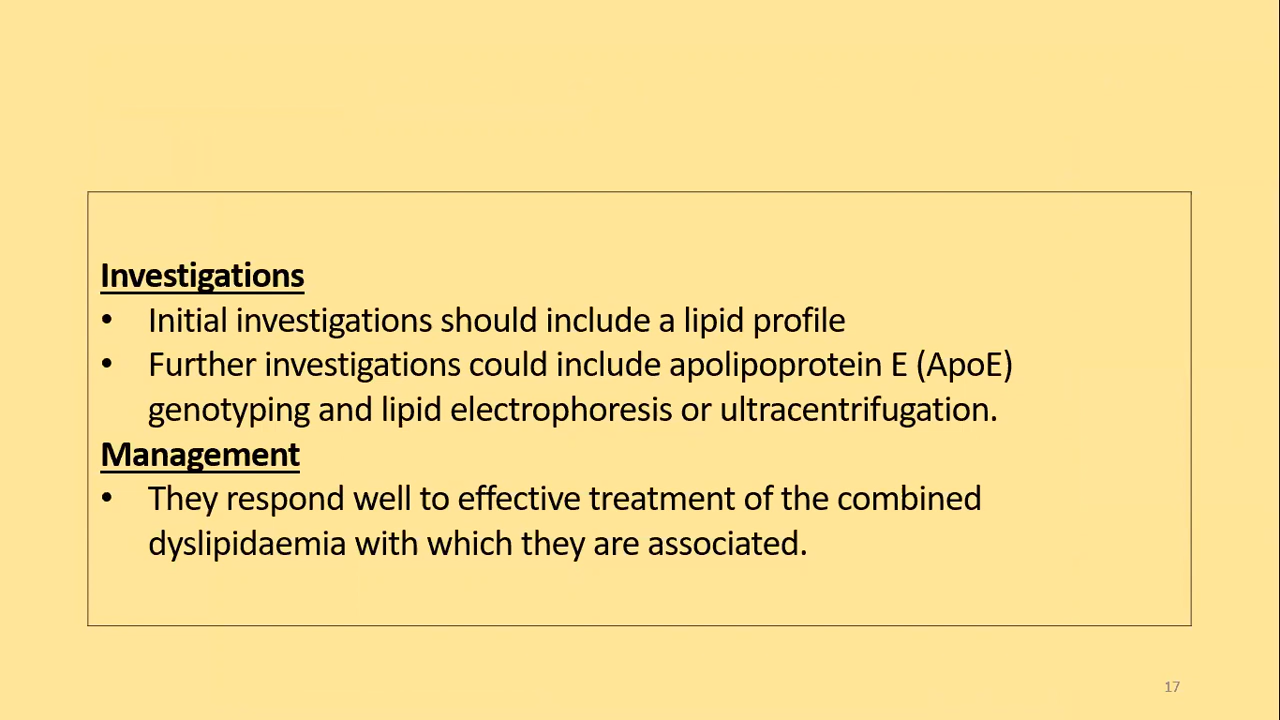 Investigations
• Initial investigations should include a lipid profile
• Further investigations could include apolipoprotein E (ApoE)
genotyping and lipid electrophoresis or ultracentrifugation.
Management
• They respond well to effective treatment of the combined
dyslipidaemia with which they are associated.
17